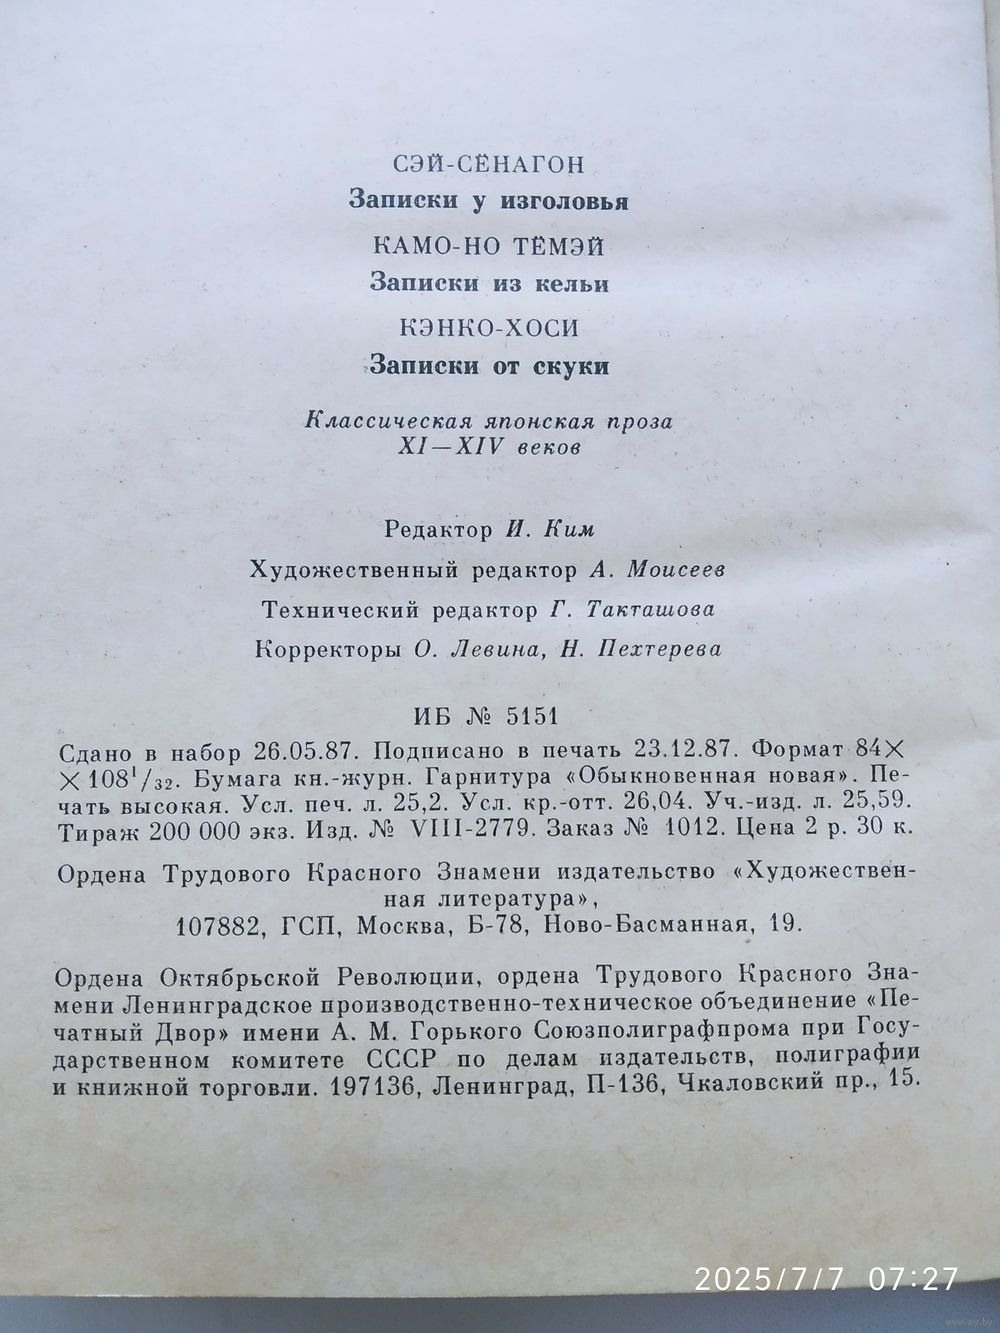 СЭЙ-СЁНАГОН
Записки у изголовья
КАМО-НО ТЁМЭЙ
Записки из кельи
КЭНКО-ХОСИ
Записки от скуки
Классическая японская проза
XI—XIV веков
Редактор И. Ким
Художественный редактор А. Моисеев
Технический редактор Г. Такташова
Корректоры О. Левина, Н. Пехтерева
ИБ № 5151
Сдано в набор 26.05.87. Подписано в печать 23.12.87. Формат 84×
×108¹/₃₂. Бумага кн.-журн. Гарнитура «Обыкновенная новая». Пе-
чать высокая. Усл. печ. л. 25,2. Усл. кр.-отт. 26,04. Уч.-изд. л. 25,59.
Тираж 200 000 экз. Изд. № VIII-2779. Заказ № 1012. Цена 2 р. 30 к.
Ордена Трудового Красного Знамени издательство «Художествен-
ная литература»,
107882, ГСП, Москва, Б-78, Ново-Басманная, 19.
Ордена Октябрьской Революции, ордена Трудового Красного Зна-
мени Ленинградское производственно-техническое объединение «Пе-
чатный Двор» имени А. М. Горького Союзполиграфпрома при Госу-
дарственном комитете СССР по делам издательств, полиграфии
и книжной торговли. 197136, Ленинград, П-136, Чкаловский пр., 15.
2025/7/7 07:27
www.ay.by